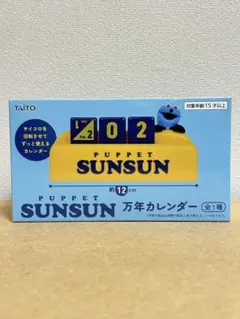 TAITO
対象年齢15才以上
サイコロを
回転させて
ずっと使える
カレンダー
1 2 0 2
PUPPET
SUNSUN
約12cm
PUPPET
SUNSUN 万年カレンダー 全1種